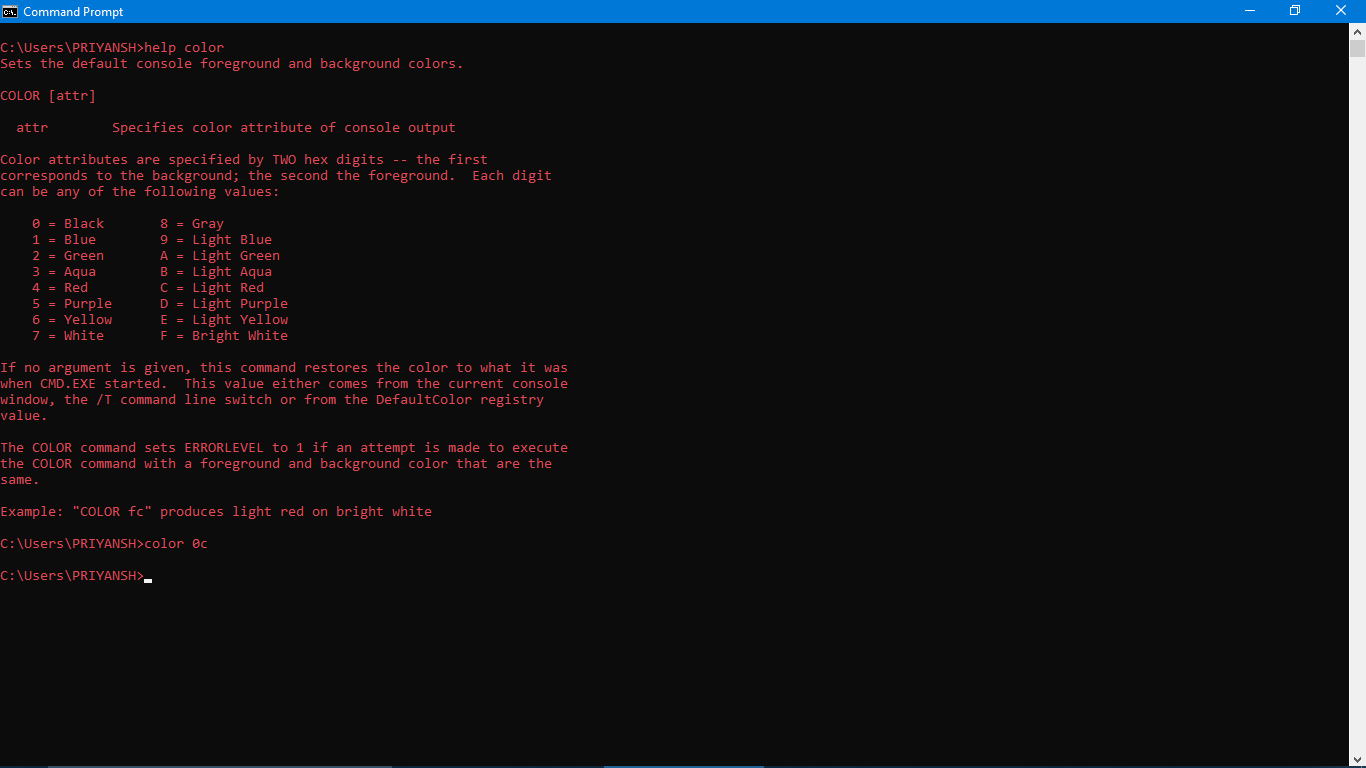 Command Prompt
C:\Users\PRIYANSH>help color
Sets the default console foreground and background colors.
COLOR [attr]
  attr        Specifies color attribute of console output
Color attributes are specified by TWO hex digits -- the first
corresponds to the background; the second the foreground.  Each digit
can be any of the following values:
    0 = Black       8 = Gray
    1 = Blue        9 = Light Blue
    2 = Green       A = Light Green
    3 = Aqua        B = Light Aqua
    4 = Red         C = Light Red
    5 = Purple      D = Light Purple
    6 = Yellow      E = Light Yellow
    7 = White       F = Bright White
If no argument is given, this command restores the color to what it was
when CMD.EXE started.  This value either comes from the current console
window, the /T command line switch or from the DefaultColor registry
value.
The COLOR command sets ERRORLEVEL to 1 if an attempt is made to execute
the COLOR command with a foreground and background color that are the
same.
Example: "COLOR fc" produces light red on bright white
C:\Users\PRIYANSH>color 0c
C:\Users\PRIYANSH>